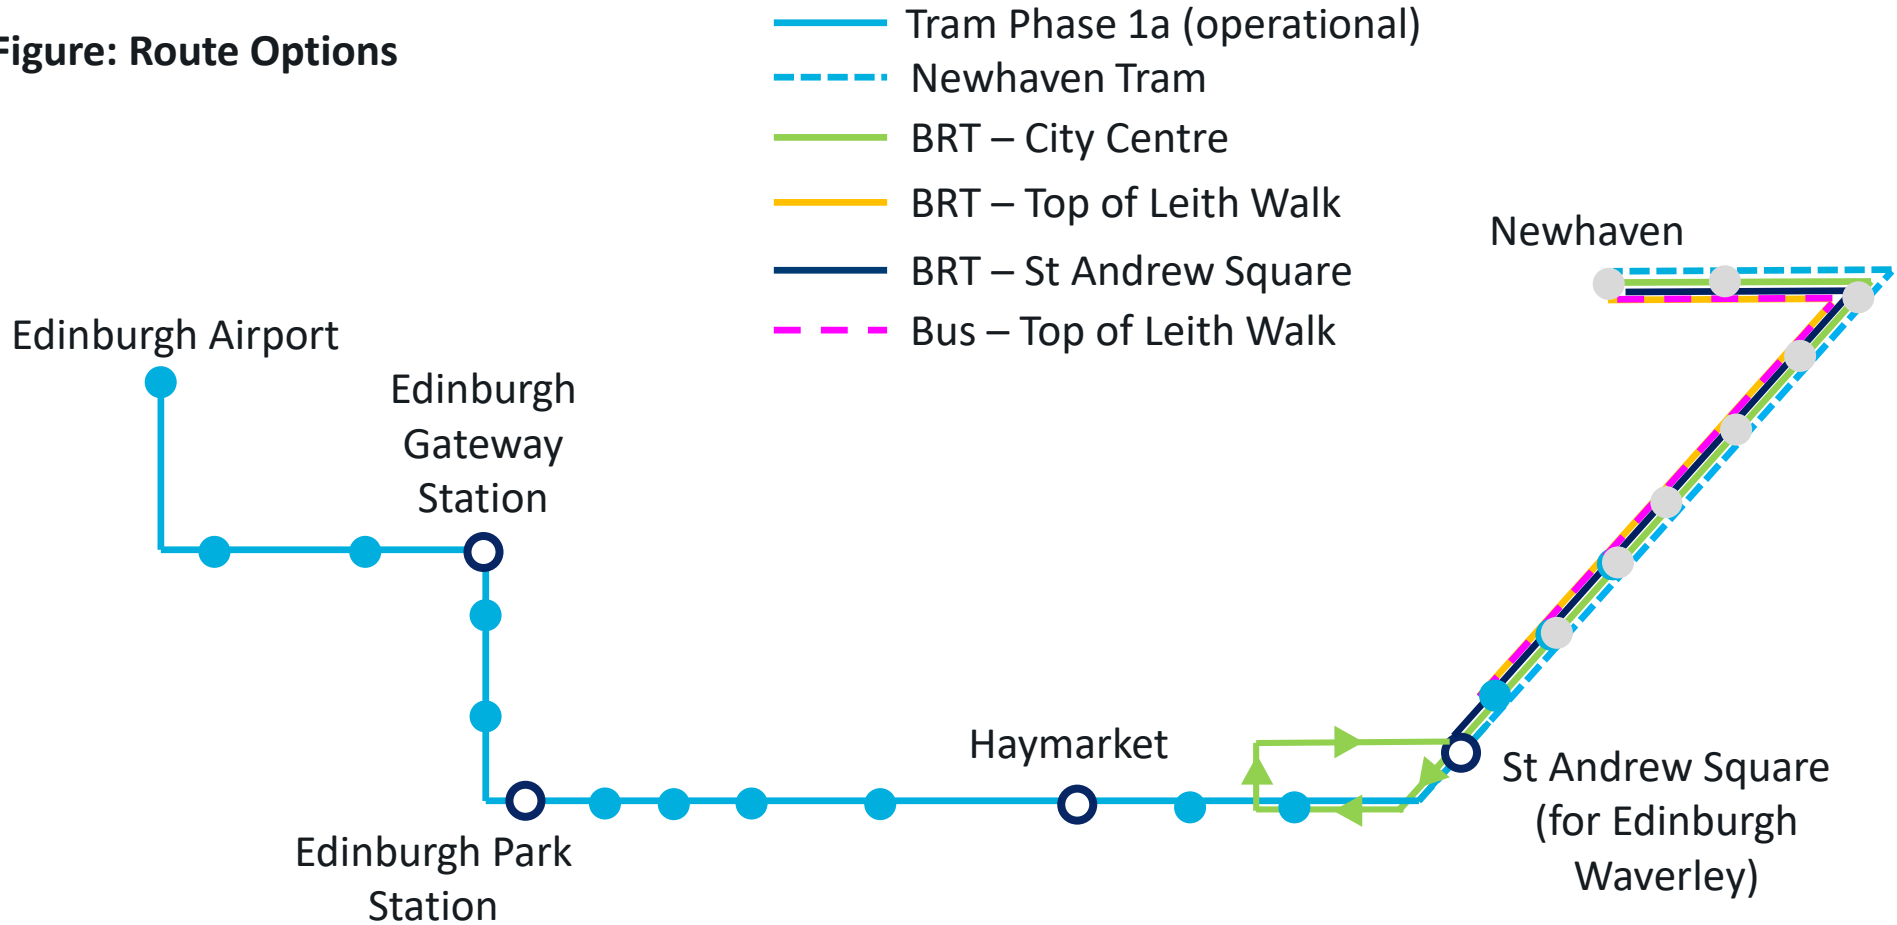 Figure: Route Options
Tram Phase 1a (operational)
Newhaven Tram
BRT – City Centre
BRT – Top of Leith Walk
BRT – St Andrew Square
Bus – Top of Leith Walk
Newhaven
Edinburgh Airport
Edinburgh
Gateway
Station
Haymarket
St Andrew Square
(for Edinburgh
Waverley)
Edinburgh Park
Station